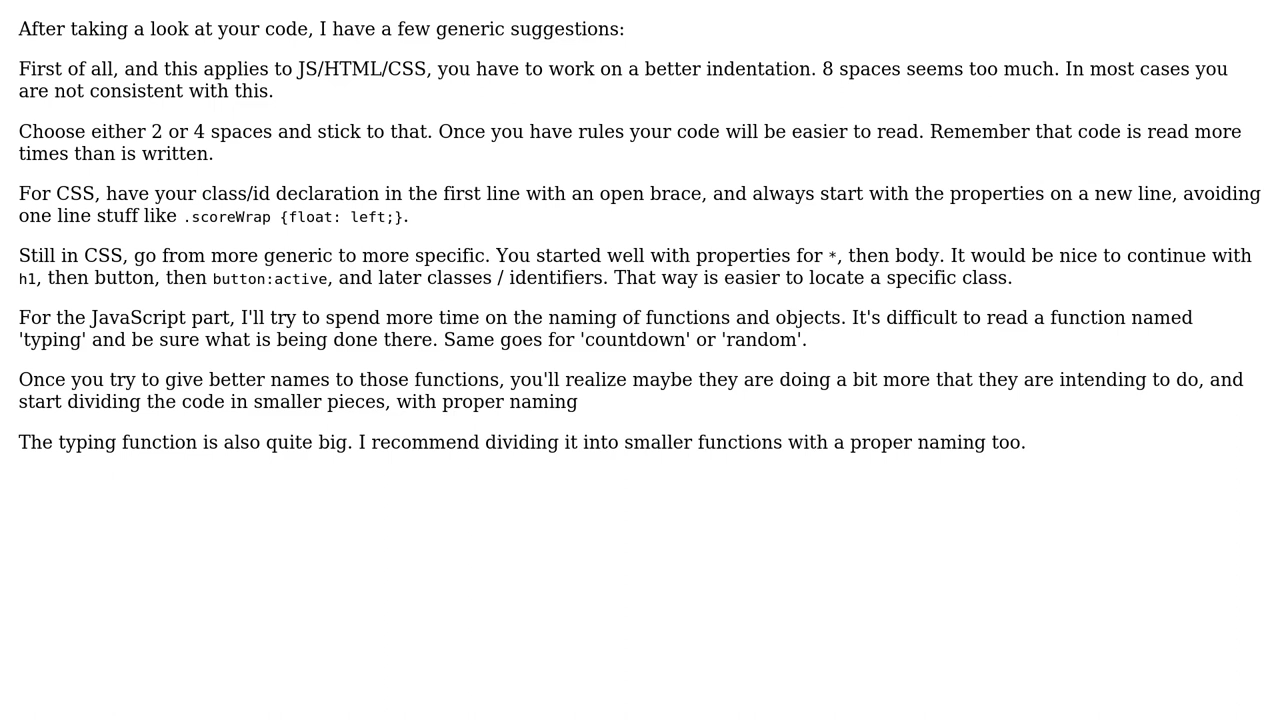 After taking a look at your code, I have a few generic suggestions:
First of all, and this applies to JS/HTML/CSS, you have to work on a better indentation. 8 spaces seems too much. In most cases you
are not consistent with this.
Choose either 2 or 4 spaces and stick to that. Once you have rules your code will be easier to read. Remember that code is read more
times than is written.
For CSS, have your class/id declaration in the first line with an open brace, and always start with the properties on a new line, avoiding
one line stuff like .scoreWrap {float: left;}.
Still in CSS, go from more generic to more specific. You started well with properties for *, then body. It would be nice to continue with
h1, then button, then button:active, and later classes / identifiers. That way is easier to locate a specific class.
For the JavaScript part, I'll try to spend more time on the naming of functions and objects. It's difficult to read a function named
'typing' and be sure what is being done there. Same goes for 'countdown' or 'random'.
Once you try to give better names to those functions, you'll realize maybe they are doing a bit more that they are intending to do, and
start dividing the code in smaller pieces, with proper naming
The typing function is also quite big. I recommend dividing it into smaller functions with a proper naming too.